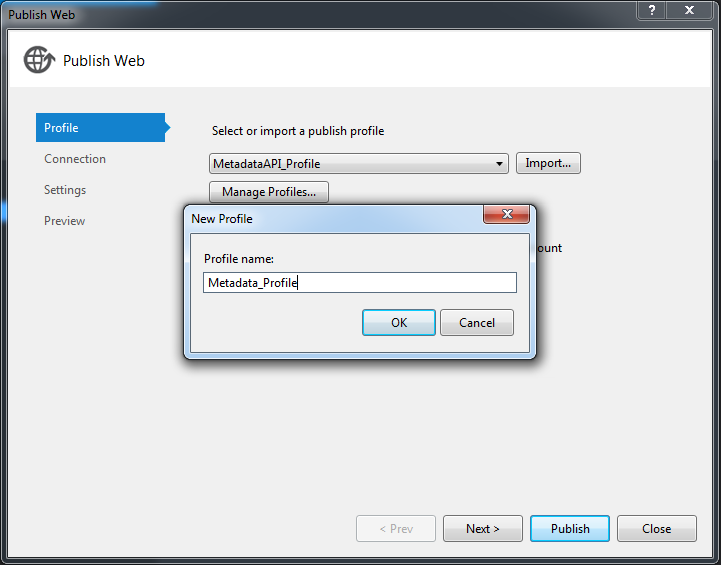 Publish Web
?
Publish Web
Profile
Connection
Settings
Preview
Select or import a publish profile
MetadataAPI_Profile
Import...
Manage Profiles...
ount
New Profile
Profile name:
Metadata_Profile
OK
Cancel
< Prev
Next >
Publish
Close